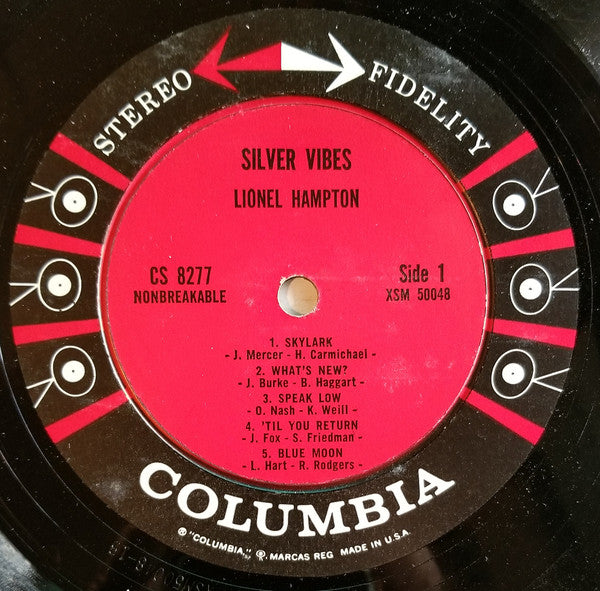 STEREO FIDELITY
SILVER VIBES
LIONEL HAMPTON
CS 8277
NONBREAKABLE
Side 1
XSM 50048
1. SKYLARK
- J. Mercer - H. Carmichael -
2. WHAT'S NEW?
- J. Burke - B. Haggart -
3. SPEAK LOW
- O. Nash - K. Weill -
4. 'TIL YOU RETURN
- J. Fox - S. Friedman -
5. BLUE MOON
- L. Hart - R. Rodgers -
COLUMBIA
® "COLUMBIA," ®. MARCAS REG MADE IN U.S.A.